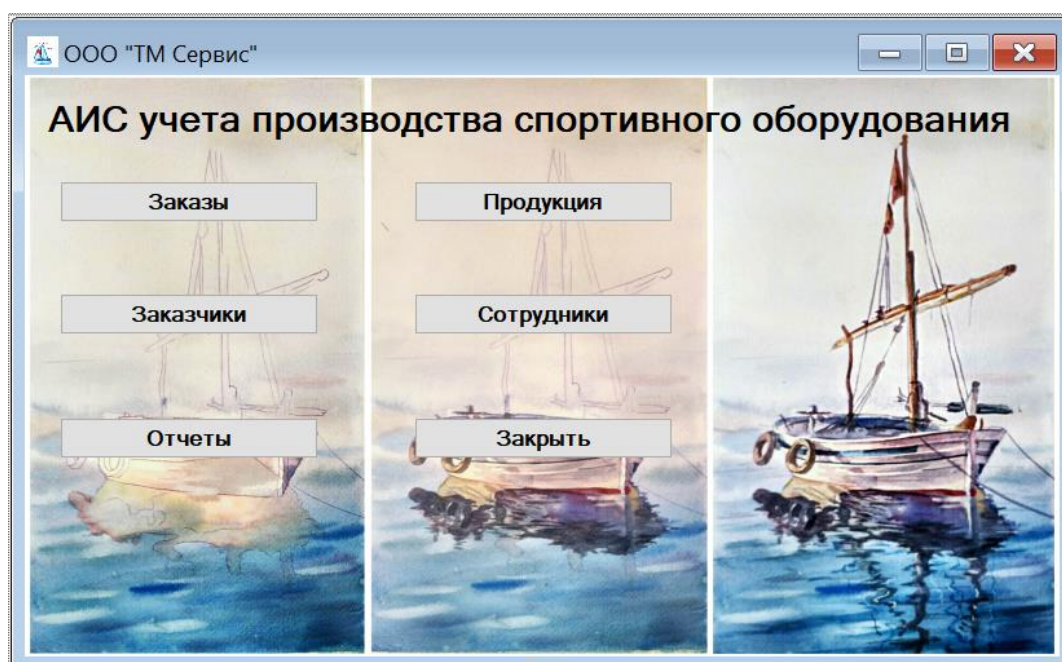 ООО "ТМ Сервис"
АИС учета производства спортивного оборудования
Заказы
Продукция
Заказчики
Сотрудники
Отчеты
Закрыть